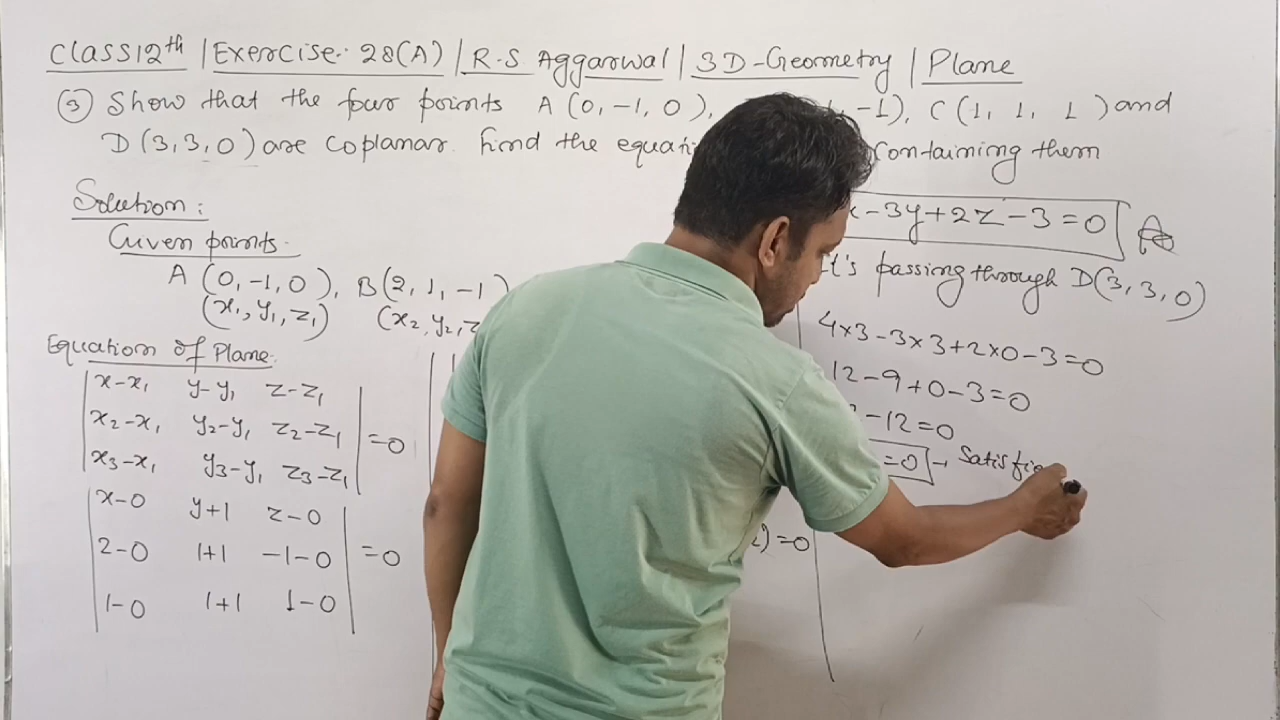 Class 12th | Exercise. 28(A) | R.S Aggarwal | 3D-Geometry | Plane
(3) Show that the four points A (0, -1, 0), , -1), C (1, 1, 1) and
D (3, 3, 0) are coplanar. Find the containing them
Solution :
Given points.
A (0, -1, 0), B(2, 1, -1)
(x₁, y₁, z₁) (x₂, y₂, z
Equation of Plane.
| x-x₁ y-y₁ z-z₁ |
| x₂-x₁ y₂-y₁ z₂-z₁ | =0
| x₃-x₁ y₃-y₁ z₃-z₁ |
| x-0 y+1 z-0 |
| 2-0 1+1 -1-0 | =0
| 1-0 1+1 1-0 |
) =0
-3y+2z-3=0
passing through D(3, 3, 0)
4×3-3×3+2×0-3=0
12-9+0-3=0
-12=0
=0 →